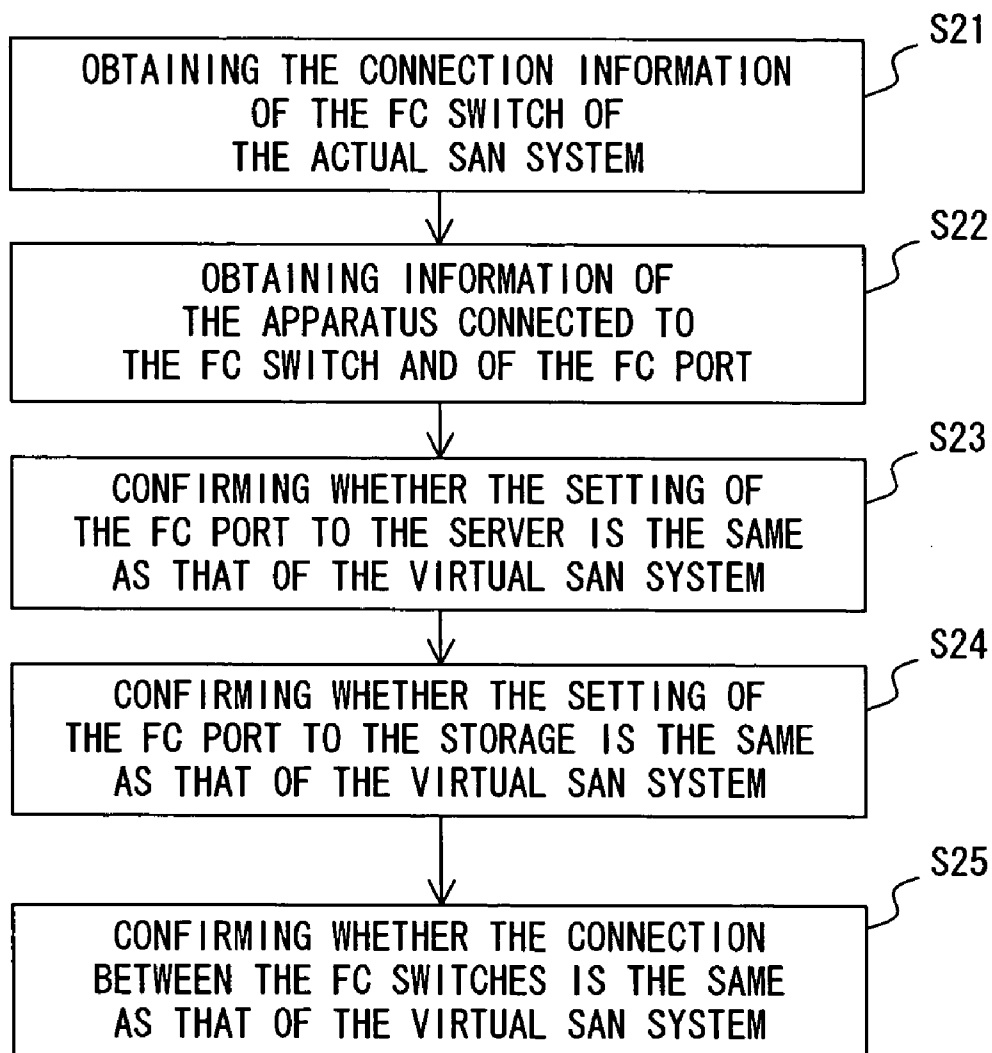 S21
OBTAINING THE CONNECTION INFORMATION
OF THE FC SWITCH OF
THE ACTUAL SAN SYSTEM
S22
OBTAINING INFORMATION OF
THE APPARATUS CONNECTED TO
THE FC SWITCH AND OF THE FC PORT
S23
CONFIRMING WHETHER THE SETTING OF
THE FC PORT TO THE SERVER IS THE SAME
AS THAT OF THE VIRTUAL SAN SYSTEM
S24
CONFIRMING WHETHER THE SETTING OF
THE FC PORT TO THE STORAGE IS THE SAME
AS THAT OF THE VIRTUAL SAN SYSTEM
S25
CONFIRMING WHETHER THE CONNECTION
BETWEEN THE FC SWITCHES IS THE SAME
AS THAT OF THE VIRTUAL SAN SYSTEM